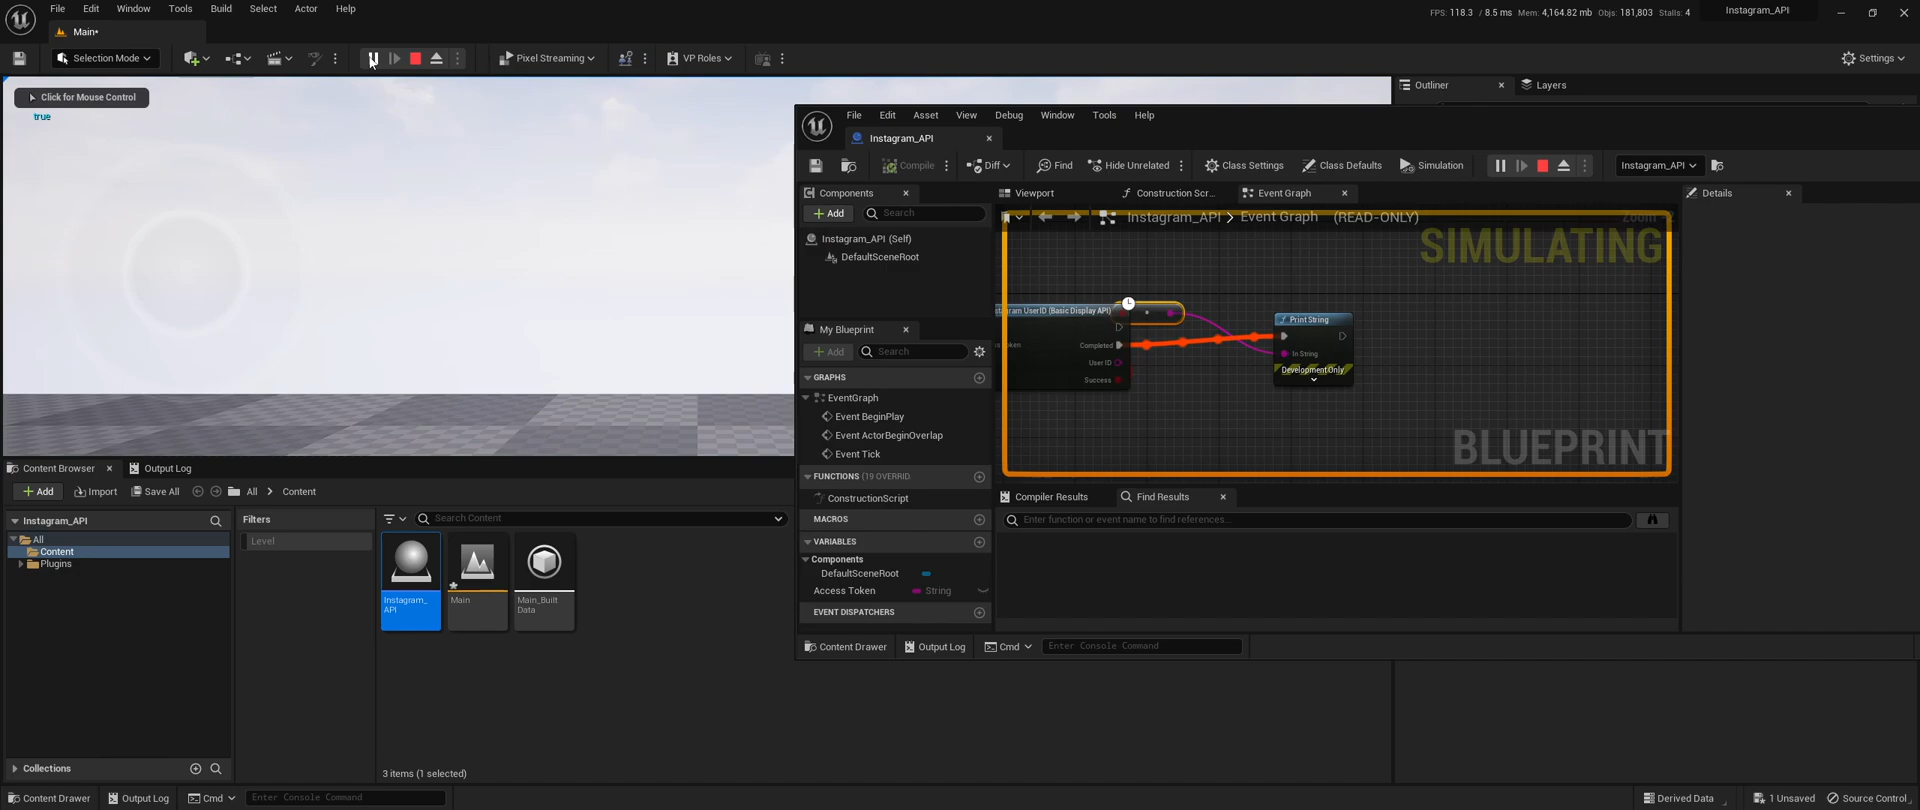 File Edit Window Tools Build Select Actor Help
FPS: 118.3 / 8.5 ms Mem: 4,164.82 mb Objs: 181,803 Stalls: 4
Instagram_API
Main•
Selection Mode
Pixel Streaming
VP Roles
Settings
Click for Mouse Control
true
Outliner
Layers
File Edit Asset View Debug Window Tools Help
Instagram_API
Compile
Diff
Find
Hide Unrelated
Class Settings
Class Defaults
Simulation
Instagram_API
Components
Add
Search
Instagram_API (Self)
DefaultSceneRoot
Viewport
Construction Scr...
Event Graph
Details
Instagram_API > Event Graph (READ-ONLY)
SIMULATING
UserID (Basic Display API)
Completed
User ID
Success
Print String
In String
Development Only
BLUEPRINT
My Blueprint
Add
Search
GRAPHS
EventGraph
Event BeginPlay
Event ActorBeginOverlap
Event Tick
FUNCTIONS (19 OVERRID
ConstructionScript
MACROS
VARIABLES
Components
DefaultSceneRoot
Access Token String
EVENT DISPATCHERS
Compiler Results
Find Results
Enter function or event name to find references...
Content Drawer
Output Log
Cmd
Enter Console Command
Content Browser
Output Log
Add
Import
Save All
All > Content
Instagram_API
All
Content
Plugins
Filters
Level
Search Content
Instagram_
API
Main
Main_Built
Data
3 items (1 selected)
Collections
Content Drawer
Output Log
Cmd
Enter Console Command
Derived Data
1 Unsaved
Source Control